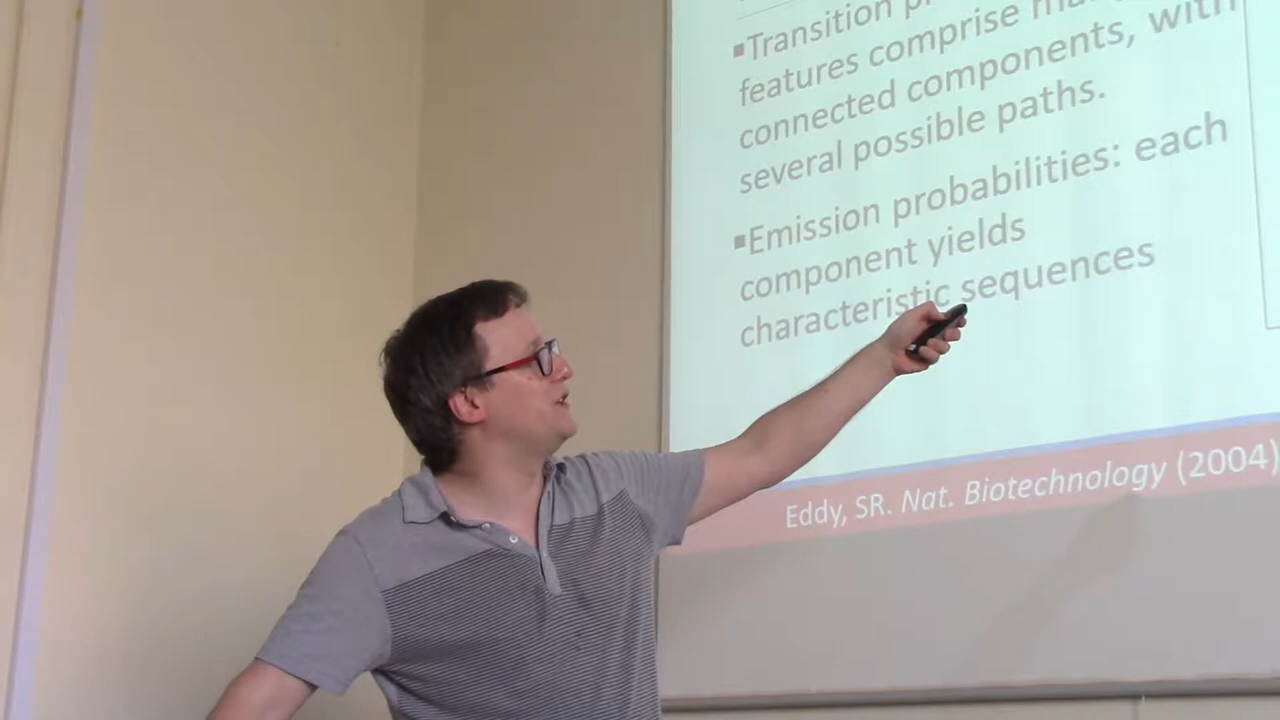 ▪Transition
features comprise
connected components, with
several possible paths.
▪Emission probabilities: each
component yields
characteristic sequences
Eddy, SR. Nat. Biotechnology (2004)